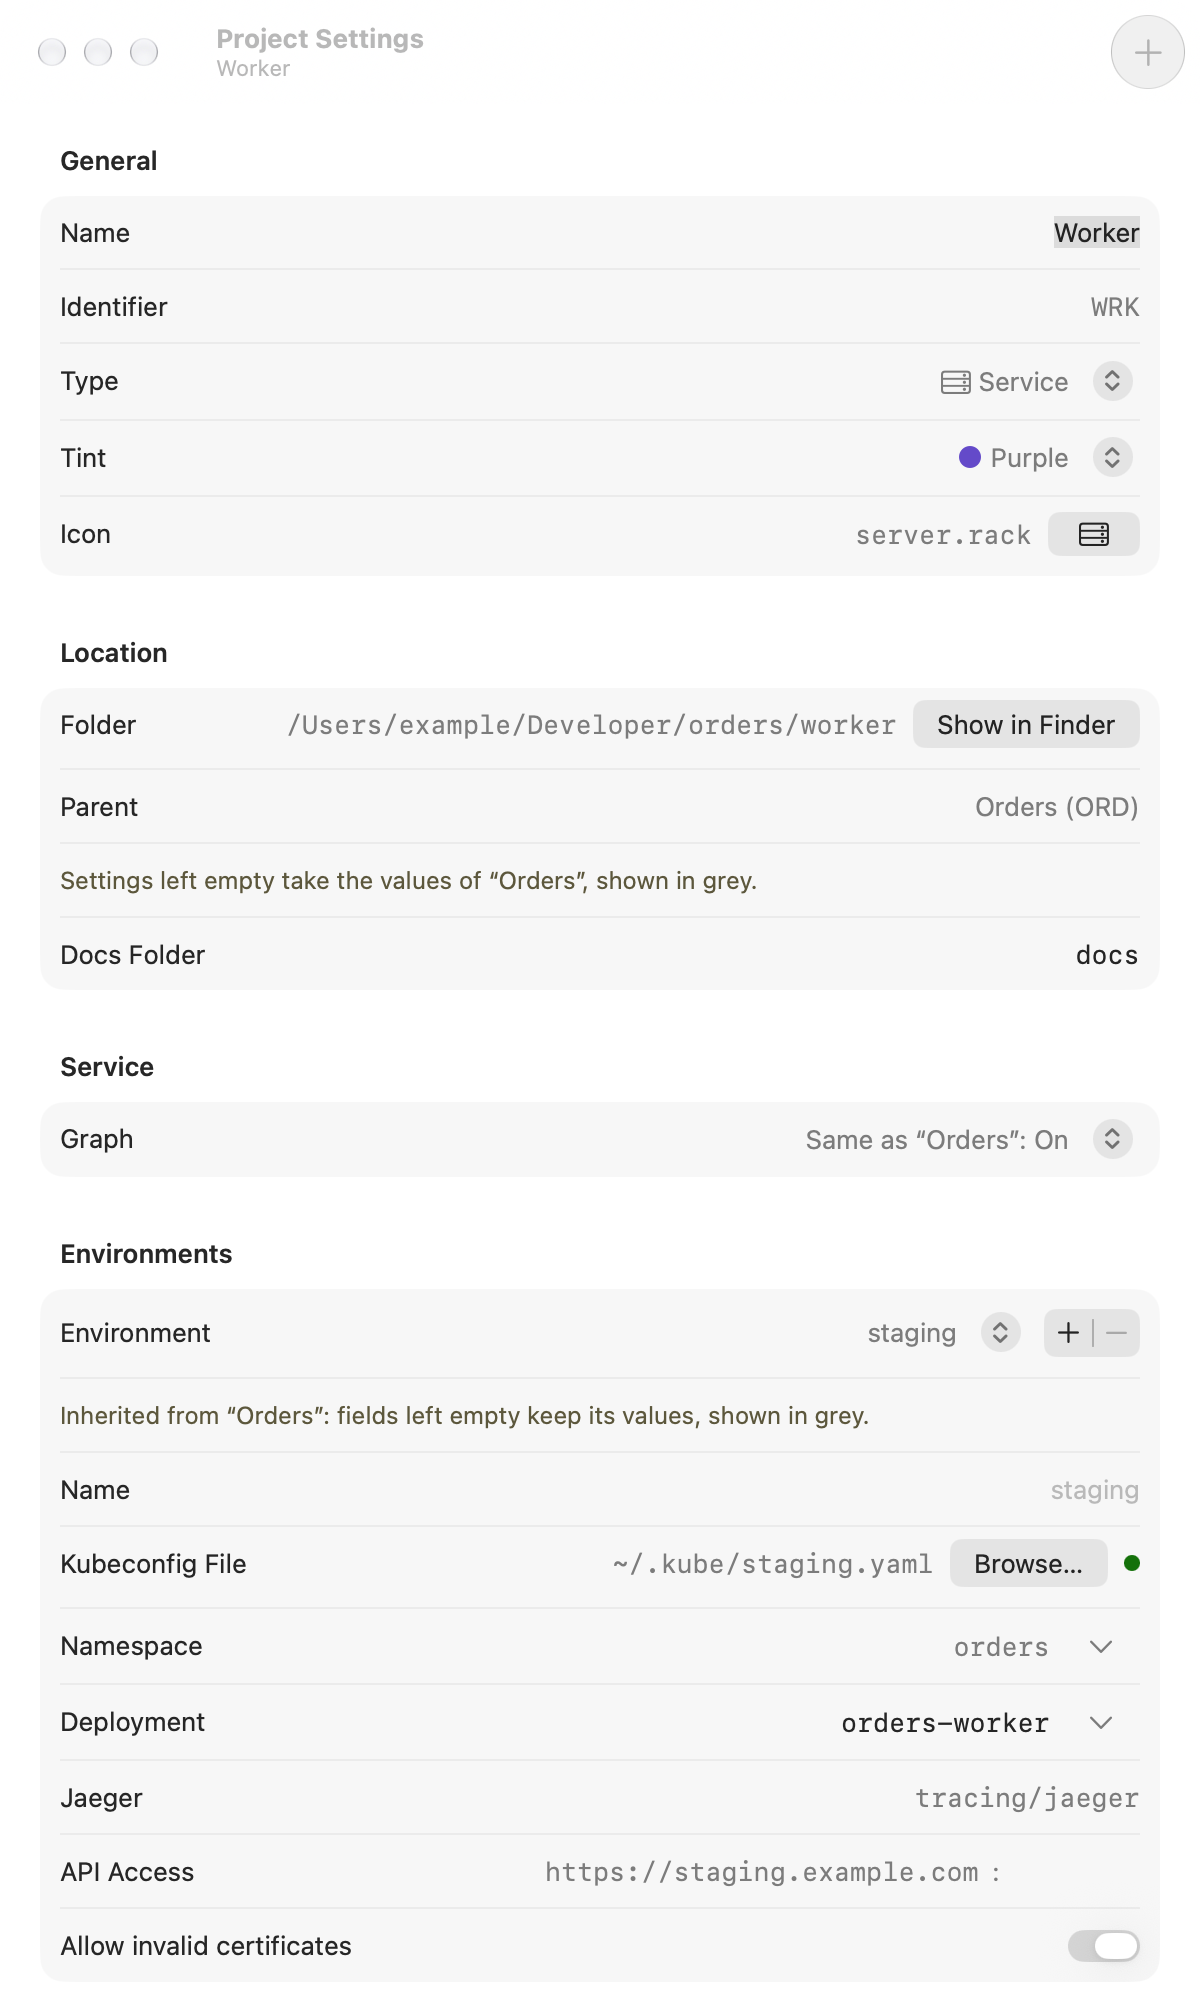 Project Settings
Worker
General
Name Worker
Identifier WRK
Type Service
Tint Purple
Icon server.rack
Location
Folder /Users/example/Developer/orders/worker Show in Finder
Parent Orders (ORD)
Settings left empty take the values of “Orders”, shown in grey.
Docs Folder docs
Service
Graph Same as “Orders”: On
Environments
Environment staging
Inherited from “Orders”: fields left empty keep its values, shown in grey.
Name staging
Kubeconfig File ~/.kube/staging.yaml Browse...
Namespace orders
Deployment orders-worker
Jaeger tracing/jaeger
API Access https://staging.example.com :
Allow invalid certificates